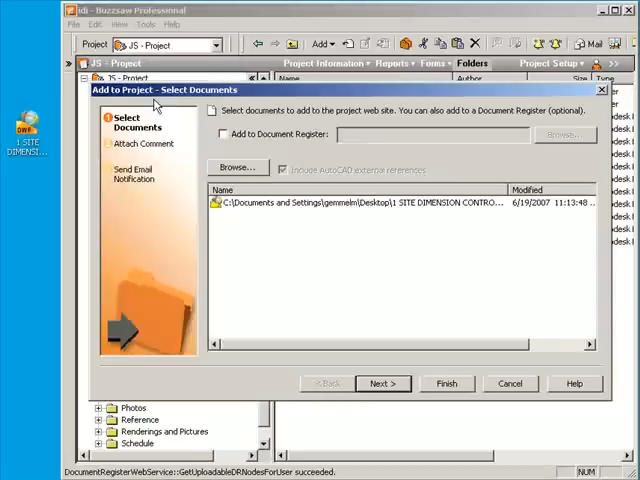 idi - Buzzsaw Professional
File Edit View Tools Help
Project JS - Project Add Mail
JS - Project Project Information Reports Forms Folders Project Setup
JS - Project Name Author Size Type
Add to Project - Select Documents
1 Select Documents
Attach Comment
Send Email Notification
Select documents to add to the project web site. You can also add to a Document Register (optional).
Add to Document Register: Browse...
Browse... Include AutoCAD external references
Name Modified
C:\Documents and Settings\gemmelm\Desktop\1 SITE DIMENSION CONTRO... 6/19/2007 11:13:48 ..
< Back Next > Finish Cancel Help
DWF
1 SITE
DIMENSI...
Photos
Reference
Renderings and Pictures
Schedule
DocumentRegisterWebService::GetUploadableDRNodesForUser succeeded. NUM